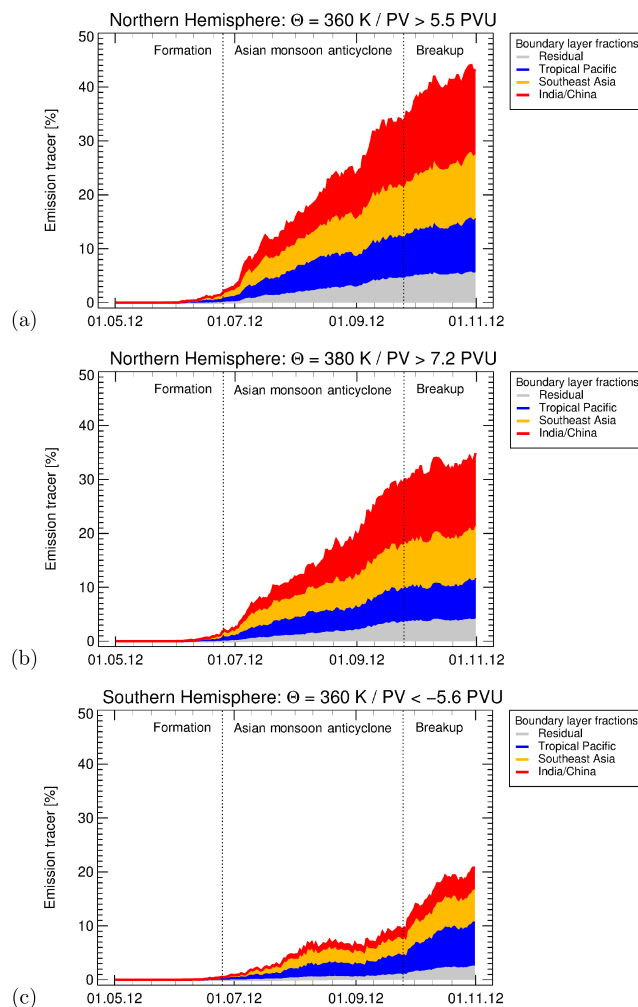 Northern Hemisphere: Θ = 360 K / PV > 5.5 PVU
Formation
Asian monsoon anticyclone
Breakup
Emission tracer [%]
50
40
30
20
10
0
01.05.12
01.07.12
01.09.12
01.11.12
Boundary layer fractions
Residual
Tropical Pacific
Southeast Asia
India/China
(a)
Northern Hemisphere: Θ = 380 K / PV > 7.2 PVU
Formation
Asian monsoon anticyclone
Breakup
Emission tracer [%]
50
40
30
20
10
0
01.05.12
01.07.12
01.09.12
01.11.12
Boundary layer fractions
Residual
Tropical Pacific
Southeast Asia
India/China
(b)
Southern Hemisphere: Θ = 360 K / PV < −5.6 PVU
Formation
Asian monsoon anticyclone
Breakup
Emission tracer [%]
50
40
30
20
10
0
01.05.12
01.07.12
01.09.12
01.11.12
Boundary layer fractions
Residual
Tropical Pacific
Southeast Asia
India/China
(c)